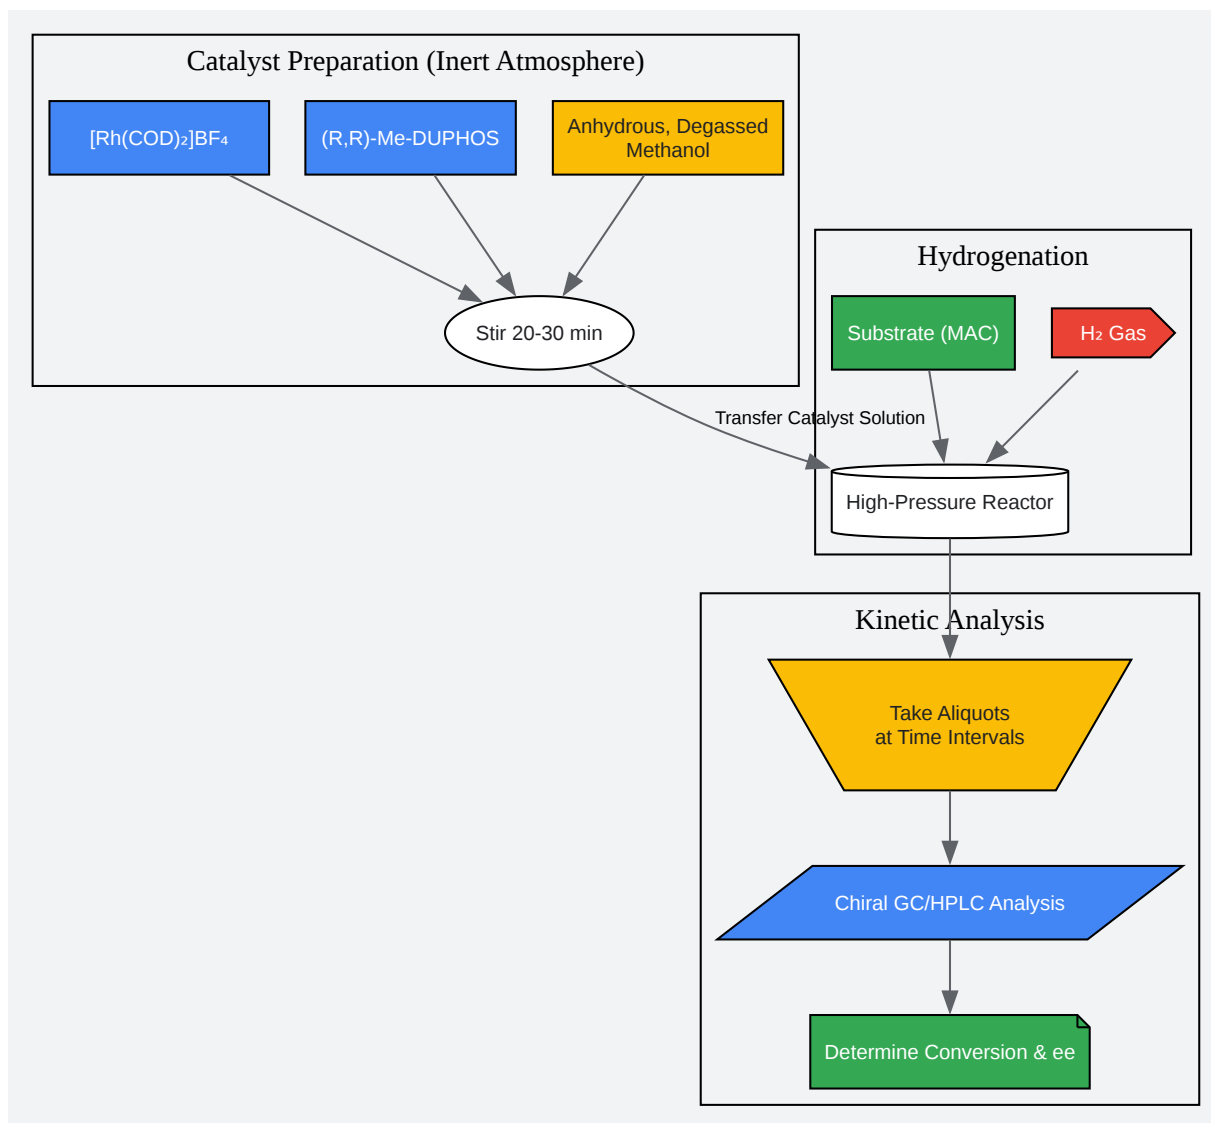 Catalyst Preparation (Inert Atmosphere)
[Rh(COD)₂]BF₄
(R,R)-Me-DUPHOS
Anhydrous, Degassed
Methanol
Stir 20-30 min
Hydrogenation
Substrate (MAC)
H₂ Gas
Transfer Catalyst Solution
High-Pressure Reactor
Kinetic Analysis
Take Aliquots
at Time Intervals
Chiral GC/HPLC Analysis
Determine Conversion & ee